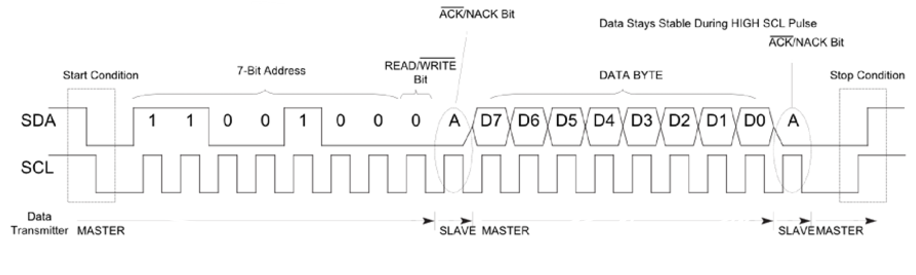 ACK/NACK Bit
Data Stays Stable During HIGH SCL Pulse
ACK/NACK Bit
Start Condition
7-Bit Address
READ/WRITE
Bit
DATA BYTE
Stop Condition
SDA 1 1 0 0 1 0 0 0 A D7 D6 D5 D4 D3 D2 D1 D0 A
SCL
Data
Transmitter MASTER SLAVE MASTER SLAVE MASTER